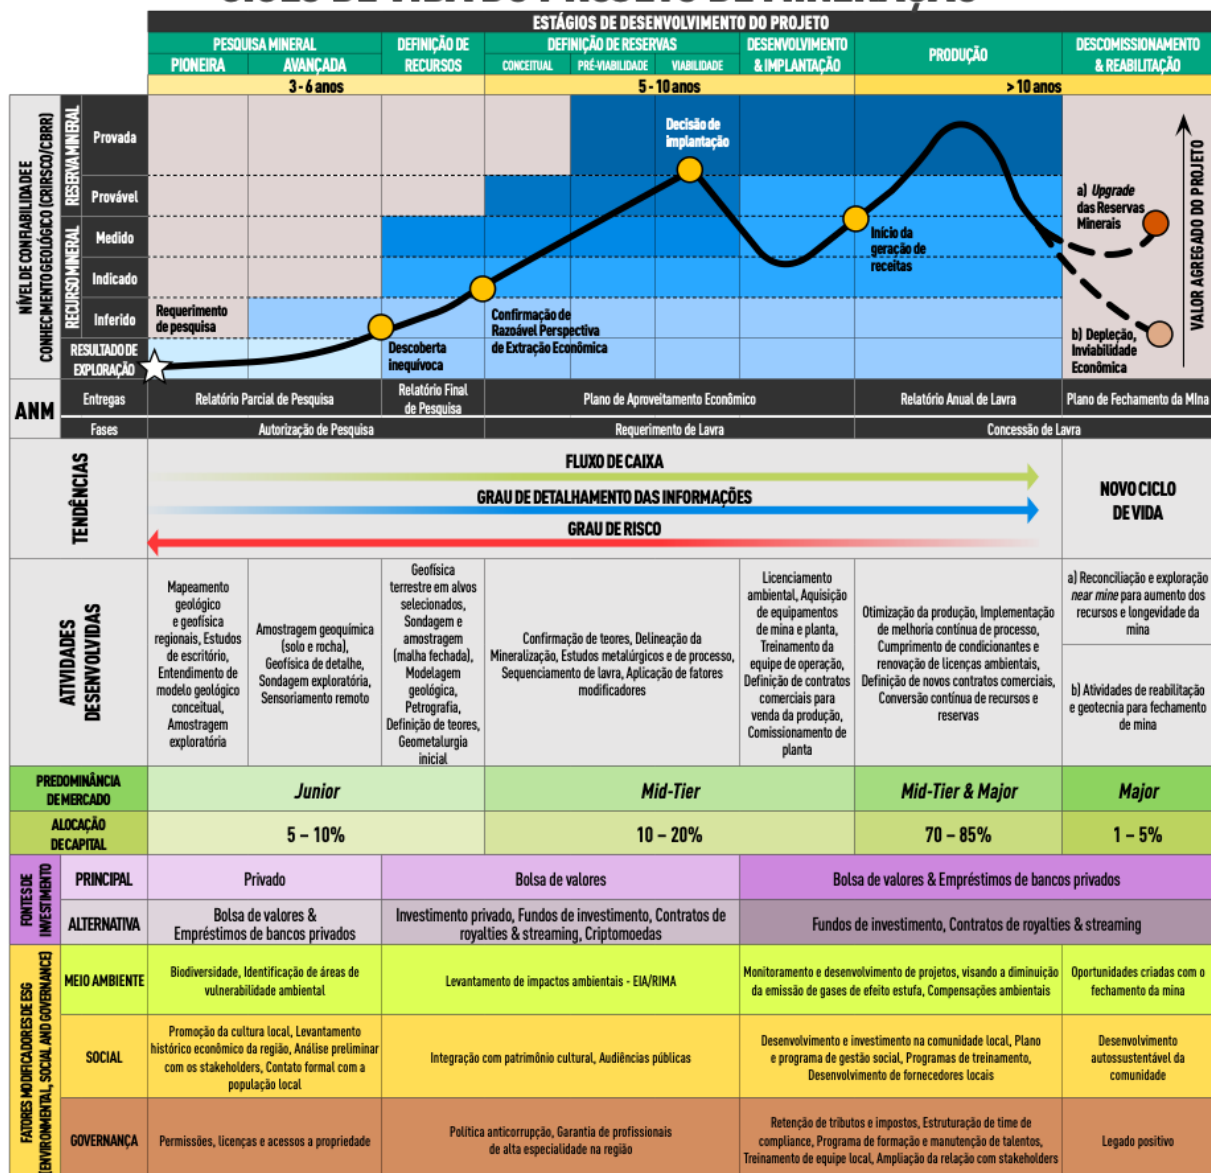 CICLO DE VIDA DO PROJETO DE MINERAÇÃO
ESTÁGIOS DE DESENVOLVIMENTO DO PROJETO
PESQUISA MINERAL
DEFINIÇÃO DE
RECURSOS
DEFINIÇÃO DE RESERVAS
DESENVOLVIMENTO
& IMPLANTAÇÃO
PRODUÇÃO
DESCOMISSIONAMENTO
& REABILITAÇÃO
PIONEIRA
AVANÇADA
CONCEITUAL
PRÉ-VIABILIDADE
VIABILIDADE
3 - 6 anos
5 - 10 anos
> 10 anos
NÍVEL DE CONFIABILIDADE E
CONHECIMENTO GEOLÓGICO (CRIRSCO/CBRR)
RESERVA MINERAL
Provada
Provável
RECURSO MINERAL
Medido
Indicado
Inferido
RESULTADO DE
EXPLORAÇÃO
Requerimento
de pesquisa
Descoberta
inequívoca
Confirmação de
Razoável Perspectiva
de Extração Econômica
Decisão de
implantação
Início da
geração de
receitas
a) Upgrade
das Reservas
Minerais
b) Depleção,
Inviabilidade
Econômica
VALOR AGREGADO DO PROJETO
ANM
Entregas
Relatório Parcial de Pesquisa
Relatório Final
de Pesquisa
Plano de Aproveitamento Econômico
Relatório Anual de Lavra
Plano de Fechamento da MIna
Fases
Autorização de Pesquisa
Requerimento de Lavra
Concessão de Lavra
TENDÊNCIAS
FLUXO DE CAIXA
GRAU DE DETALHAMENTO DAS INFORMAÇÕES
GRAU DE RISCO
NOVO CICLO
DE VIDA
ATIVIDADES
DESENVOLVIDAS
Mapeamento
geológico
e geofísica
regionais, Estudos
de escritório,
Entendimento de
modelo geológico
conceitual,
Amostragem
exploratória
Amostragem geoquímica
(solo e rocha),
Geofísica de detalhe,
Sondagem exploratória,
Sensoriamento remoto
Geofísica
terrestre em alvos
selecionados,
Sondagem e
amostragem
(malha fechada),
Modelagem
geológica,
Petrografia,
Definição de teores,
Geometalurgia
inicial
Confirmação de teores, Delineação da
Mineralização, Estudos metalúrgicos e de processo,
Sequenciamento de lavra, Aplicação de fatores
modificadores
Licenciamento
ambiental, Aquisição
de equipamentos
de mina e planta,
Treinamento da
equipe de operação,
Definição de contratos
comerciais para
venda da produção,
Comissionamento de
planta
Otimização da produção, Implementação
de melhoria contínua de processo,
Cumprimento de condicionantes e
renovação de licenças ambientais,
Definição de novos contratos comerciais,
Conversão contínua de recursos e
reservas
a) Reconciliação e exploração
near mine para aumento dos
recursos e longevidade da
mina
b) Atividades de reabilitação
e geotecnia para fechamento
de mina
PREDOMINÂNCIA
DE MERCADO
Junior
Mid-Tier
Mid-Tier & Major
Major
ALOCAÇÃO
DE CAPITAL
5 – 10%
10 – 20%
70 – 85%
1 – 5%
FONTES DE
INVESTIMENTO
PRINCIPAL
Privado
Bolsa de valores
Bolsa de valores & Empréstimos de bancos privados
ALTERNATIVA
Bolsa de valores &
Empréstimos de bancos privados
Investimento privado, Fundos de investimento, Contratos de
royalties & streaming, Criptomoedas
Fundos de investimento, Contratos de royalties & streaming
FATORES MODIFICADORES DE ESG
(ENVIRONMENTAL, SOCIAL AND GOVERNANCE)
MEIO AMBIENTE
Biodiversidade, Identificação de áreas de
vulnerabilidade ambiental
Levantamento de impactos ambientais - EIA/RIMA
Monitoramento e desenvolvimento de projetos, visando a diminuição
da emissão de gases de efeito estufa, Compensações ambientais
Oportunidades criadas com o
fechamento da mina
SOCIAL
Promoção da cultura local, Levantamento
histórico econômico da região, Análise preliminar
com os stakeholders, Contato formal com a
população local
Integração com patrimônio cultural, Audiências públicas
Desenvolvimento e investimento na comunidade local, Plano
e programa de gestão social, Programas de treinamento,
Desenvolvimento de fornecedores locais
Desenvolvimento
autossustentável da
comunidade
GOVERNANÇA
Permissões, licenças e acessos a propriedade
Política anticorrupção, Garantia de profissionais
de alta especialidade na região
Retenção de tributos e impostos, Estruturação de time de
compliance, Programa de formação e manutenção de talentos,
Treinamento de equipe local, Ampliação da relação com stakeholders
Legado positivo